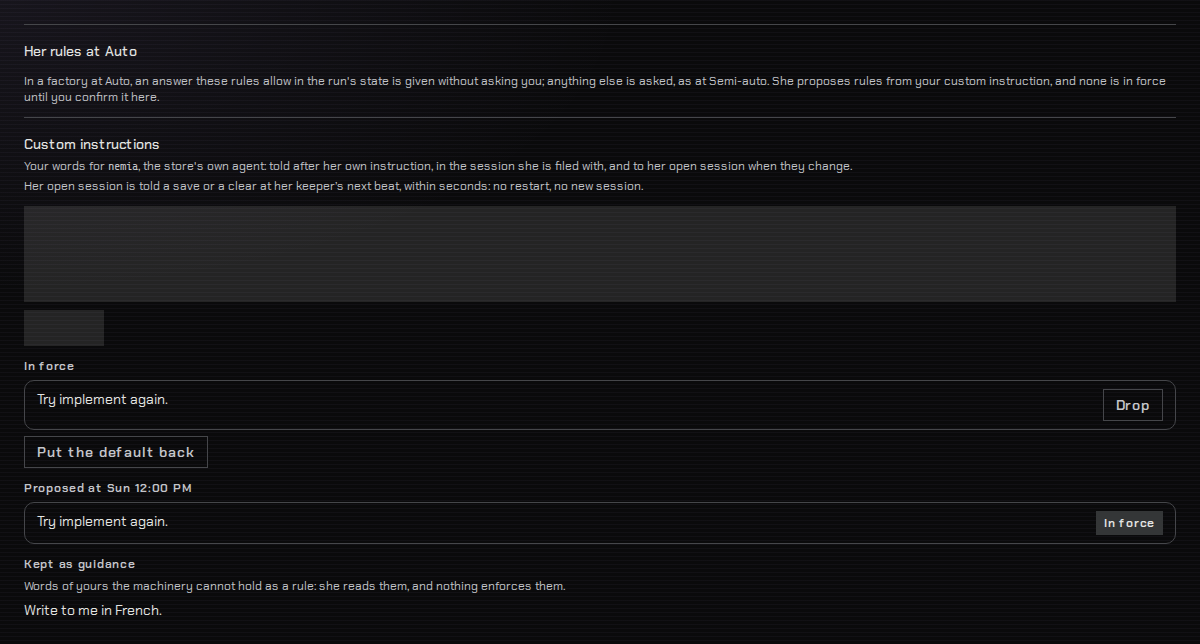 Her rules at Auto
In a factory at Auto, an answer these rules allow in the run's state is given without asking you; anything else is asked, as at Semi-auto. She proposes rules from your custom instruction, and none is in force
until you confirm it here.
Custom instructions
Your words for nemia, the store's own agent: told after her own instruction, in the session she is filed with, and to her open session when they change.
Her open session is told a save or a clear at her keeper's next beat, within seconds: no restart, no new session.
In force
Try implement again.
Drop
Put the default back
Proposed at Sun 12:00 PM
Try implement again.
In force
Kept as guidance
Words of yours the machinery cannot hold as a rule: she reads them, and nothing enforces them.
Write to me in French.